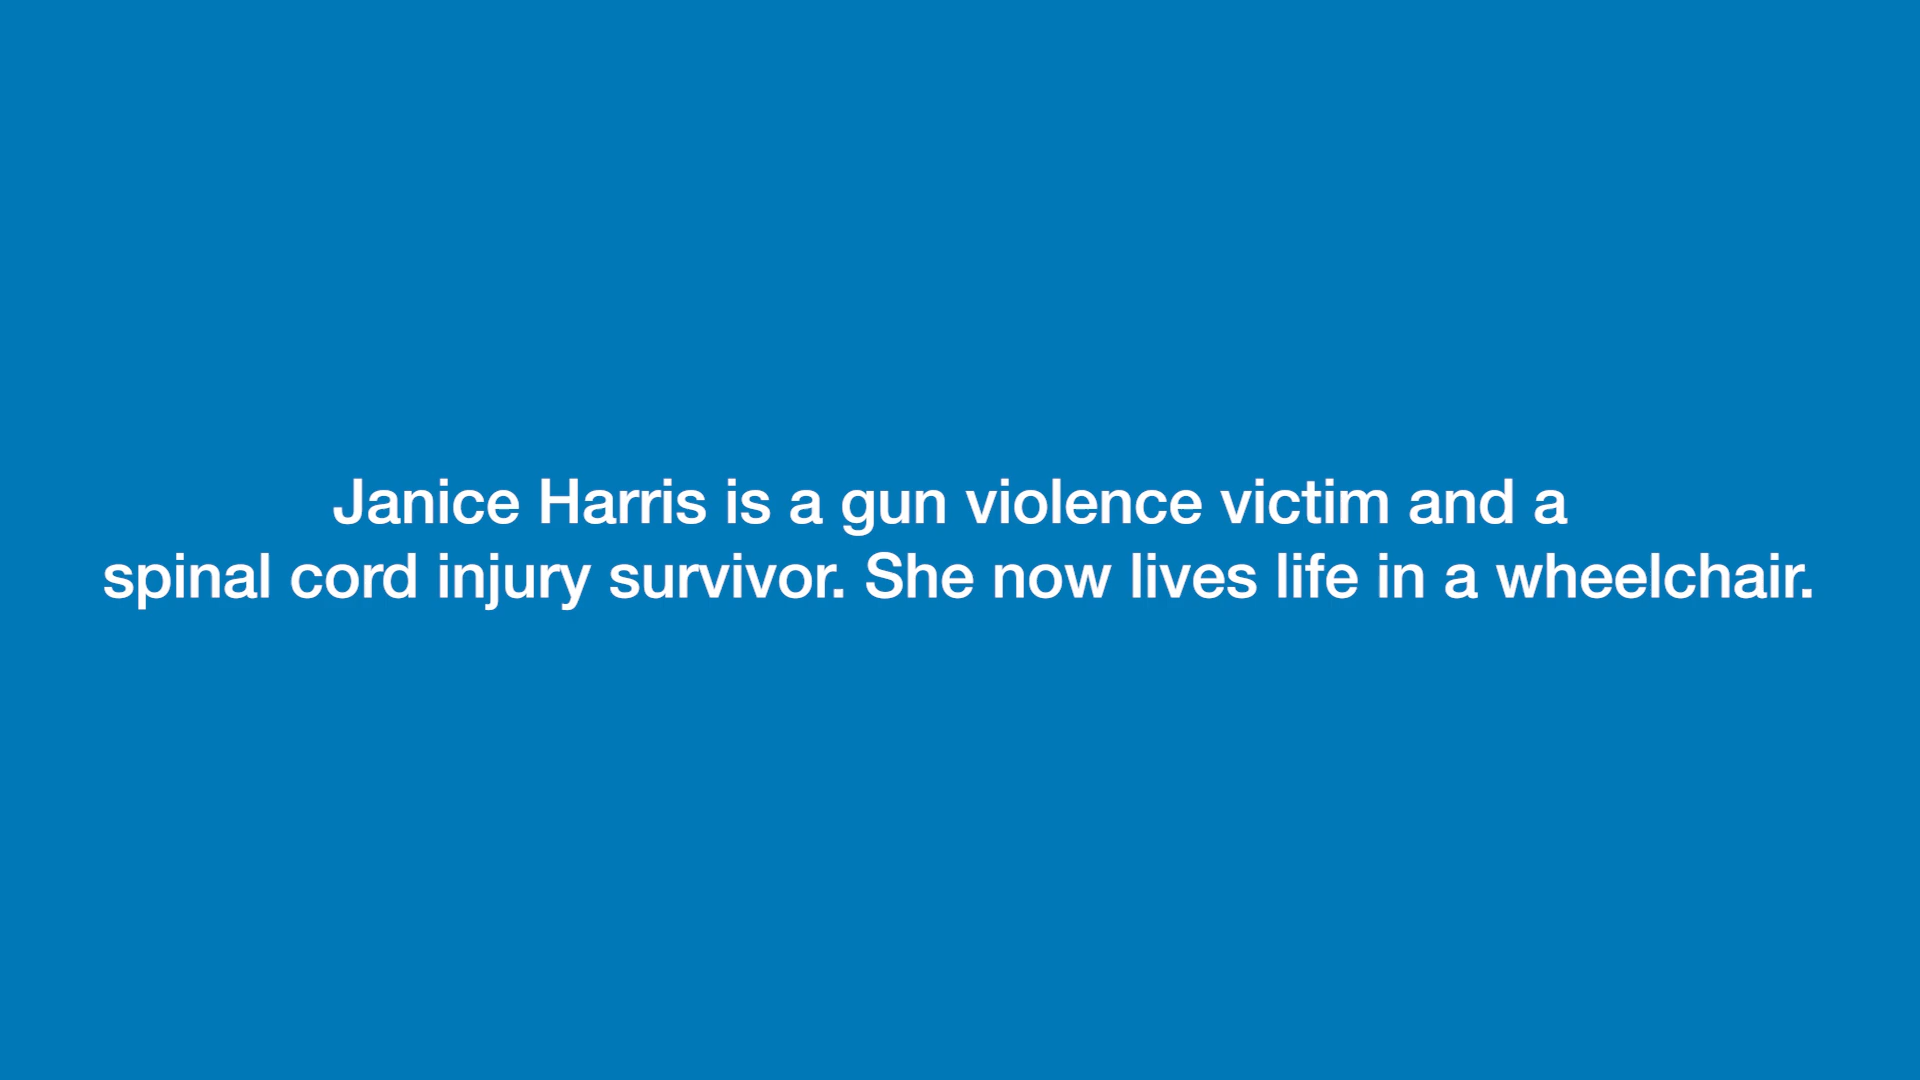 Janice Harris is a gun violence victim and a
spinal cord injury survivor. She now lives life in a wheelchair.